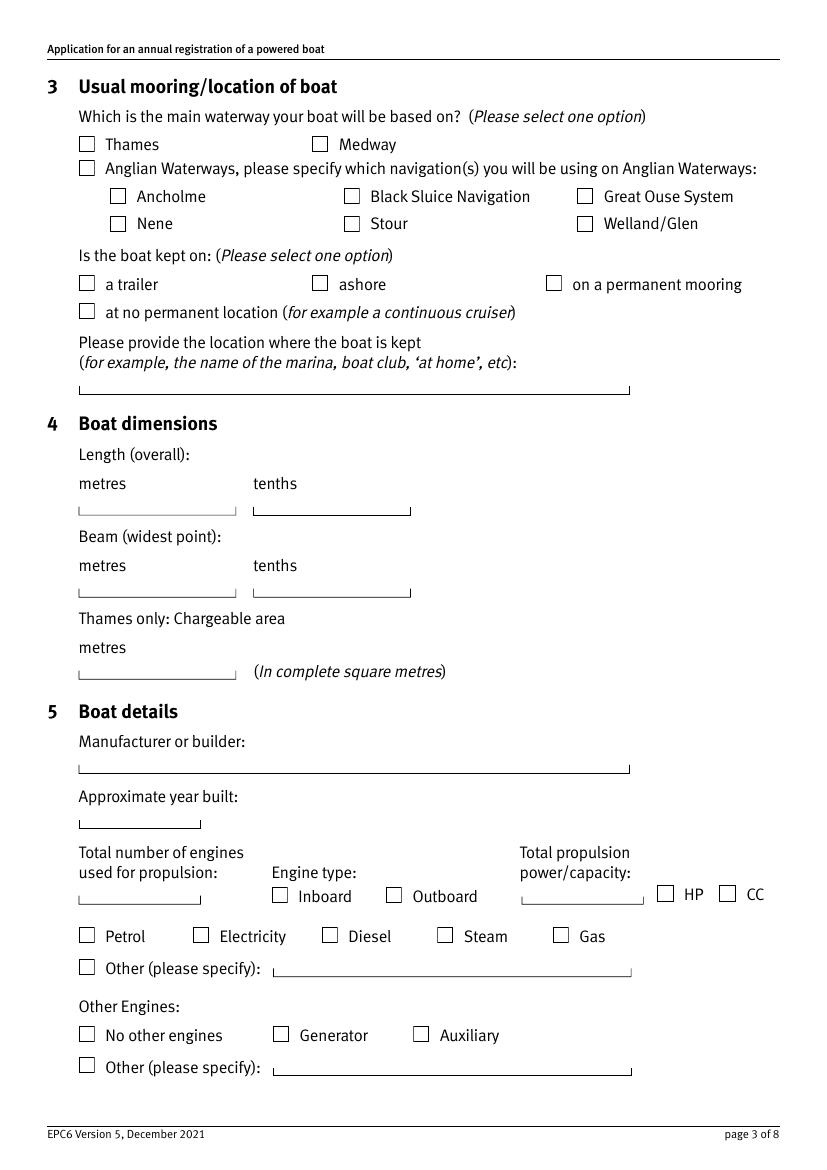 Application for an annual registration of a powered boat
3 Usual mooring/location of boat
Which is the main waterway your boat will be based on? (Please select one option)
Thames Medway
Anglian Waterways, please specify which navigation(s) you will be using on Anglian Waterways:
Ancholme Black Sluice Navigation Great Ouse System
Nene Stour Welland/Glen
Is the boat kept on: (Please select one option)
a trailer ashore on a permanent mooring
at no permanent location (for example a continuous cruiser)
Please provide the location where the boat is kept
(for example, the name of the marina, boat club, ‘at home’, etc):
4 Boat dimensions
Length (overall):
metres tenths
Beam (widest point):
metres tenths
Thames only: Chargeable area
metres
(In complete square metres)
5 Boat details
Manufacturer or builder:
Approximate year built:
Total number of engines
used for propulsion:
Engine type:
Inboard Outboard
Total propulsion
power/capacity:
HP CC
Petrol Electricity Diesel Steam Gas
Other (please specify):
Other Engines:
No other engines Generator Auxiliary
Other (please specify):
EPC6 Version 5, December 2021 page 3 of 8